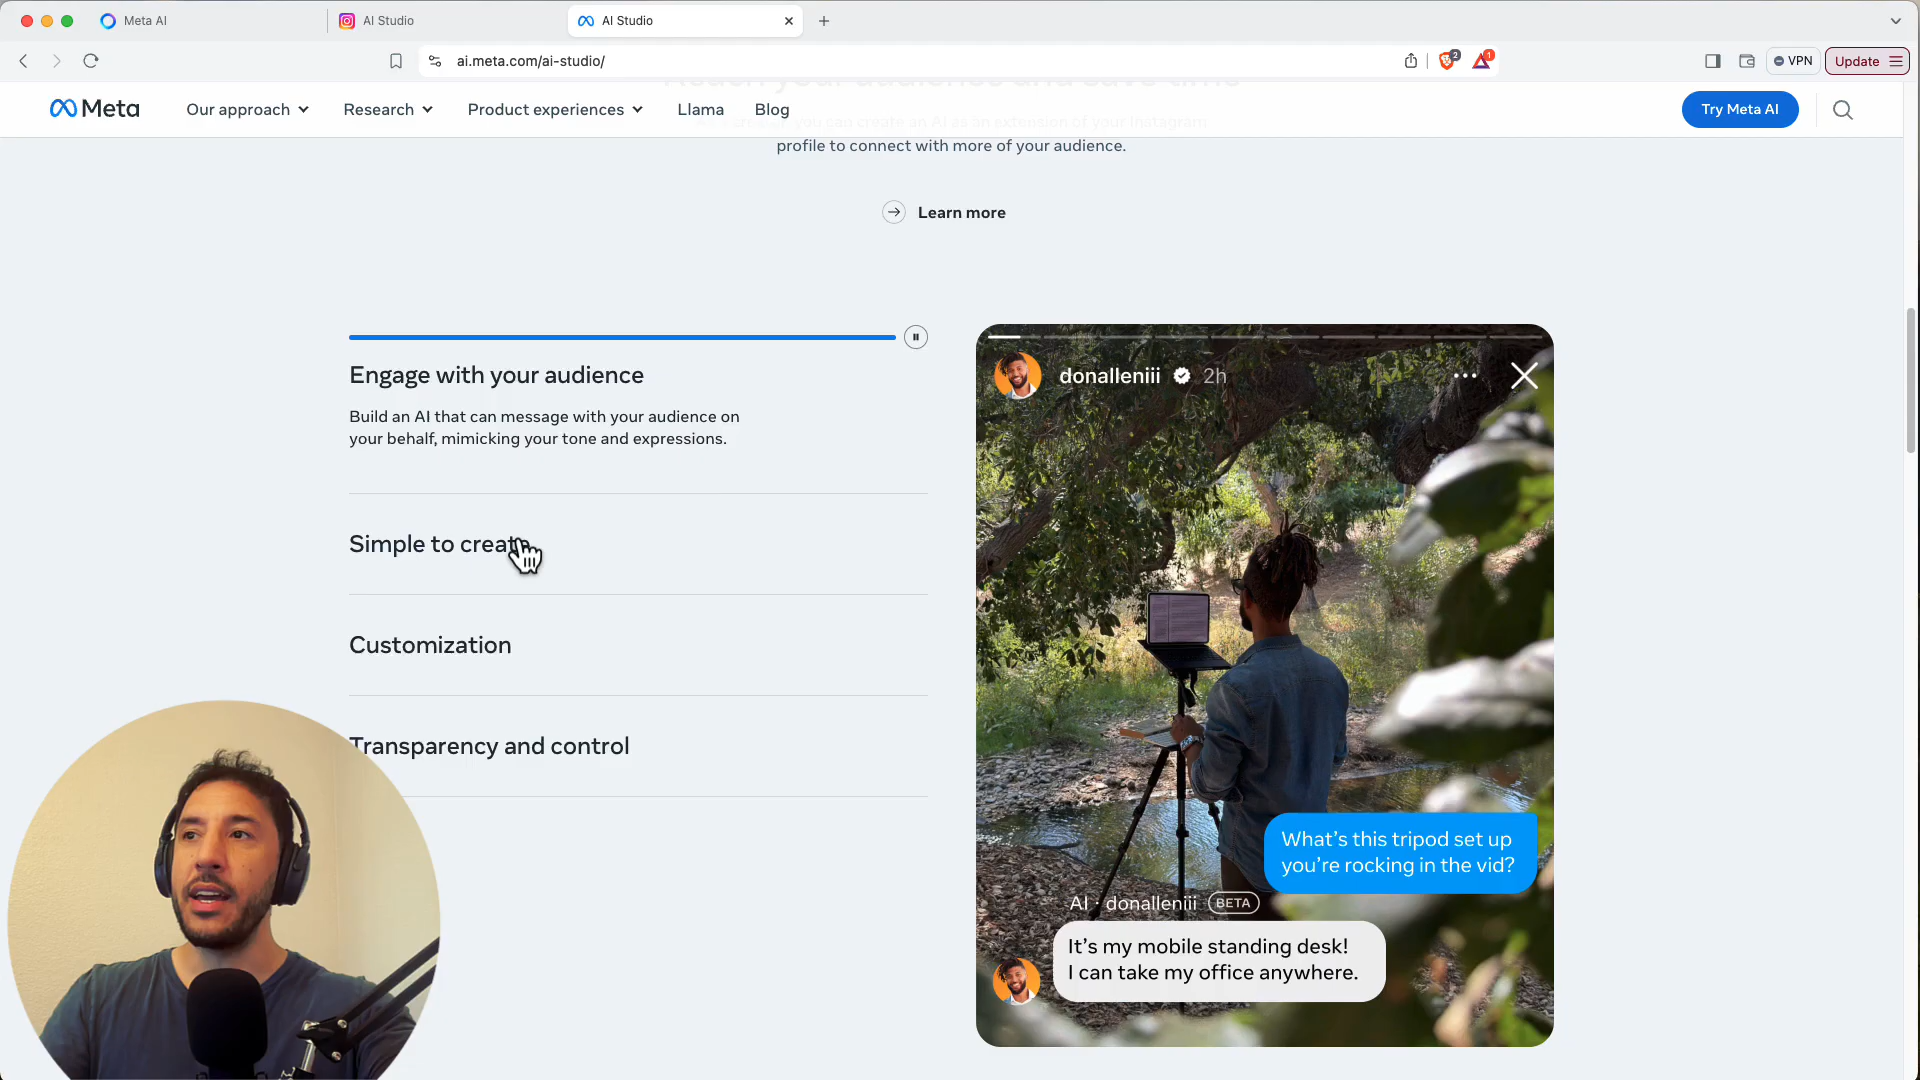 Meta AI
AI Studio
AI Studio
ai.meta.com/ai-studio/
2
1
VPN
Update
Meta
Our approach
Research
Product experiences
Llama
Blog
Try Meta AI
profile to connect with more of your audience.
Learn more
Engage with your audience
Build an AI that can message with your audience on
your behalf, mimicking your tone and expressions.
Simple to create
Customization
Transparency and control
donalleniii 2h
What's this tripod set up
you're rocking in the vid?
AI · donalleniii BETA
It's my mobile standing desk!
I can take my office anywhere.